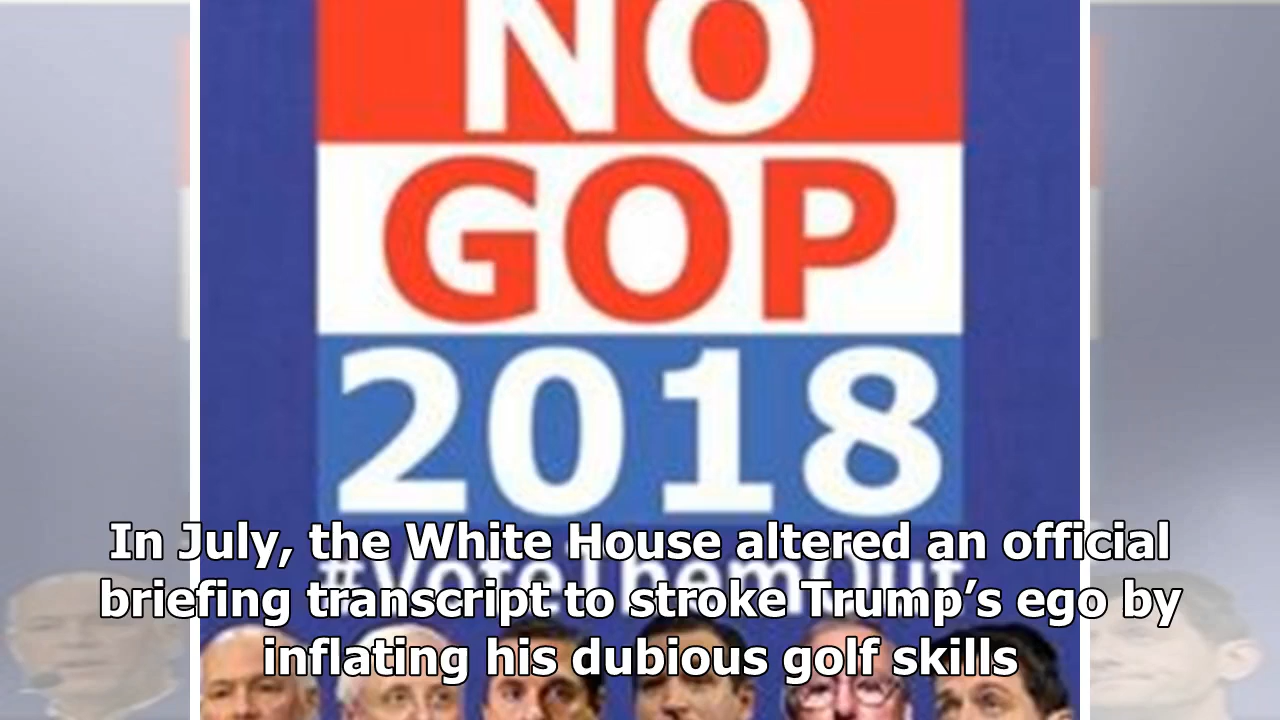 NO
GOP
2018
#VoteThemOut
In July, the White House altered an official
briefing transcript to stroke Trump’s ego by
inflating his dubious golf skills